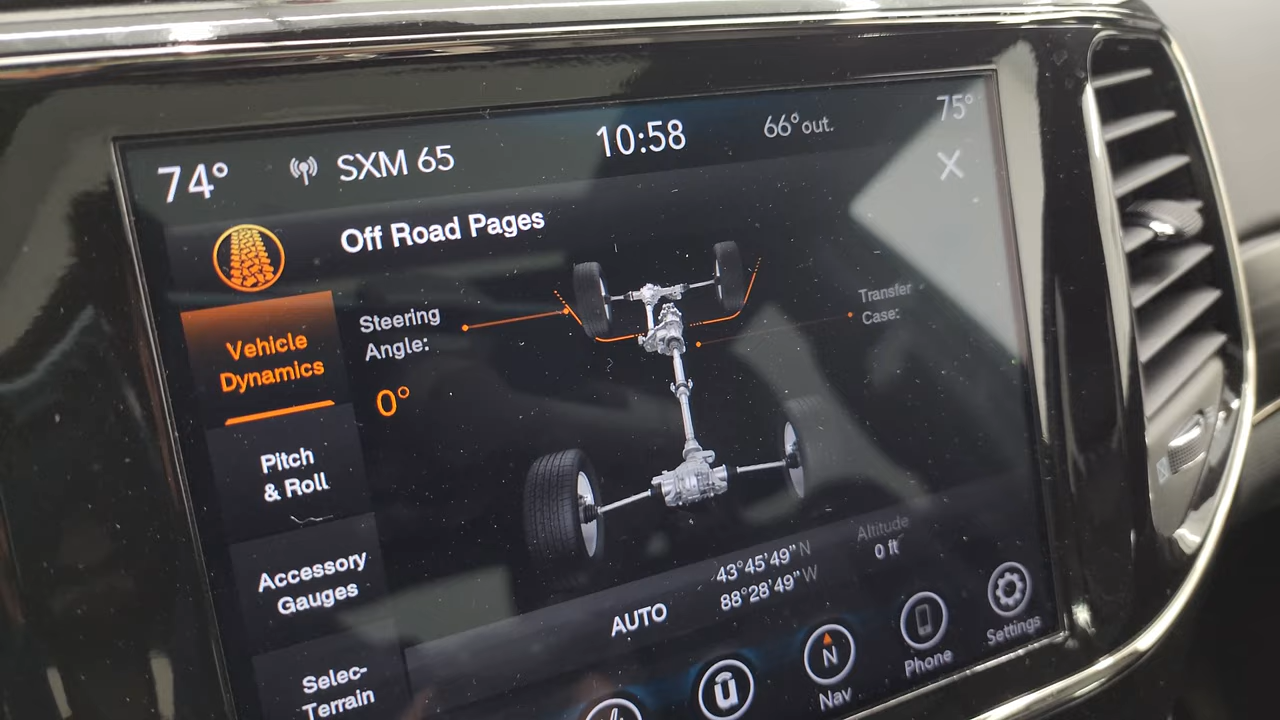 74° SXM 65 10:58 66° out. 75°
X
Off Road Pages
Vehicle
Dynamics
Steering
Angle:
0°
Transfer
Case:
Pitch
& Roll
Accessory
Gauges
Selec-
Terrain
AUTO
43°45'49" N
88°28'49" W
Altitude
0 ft
N
Nav
Phone
Settings